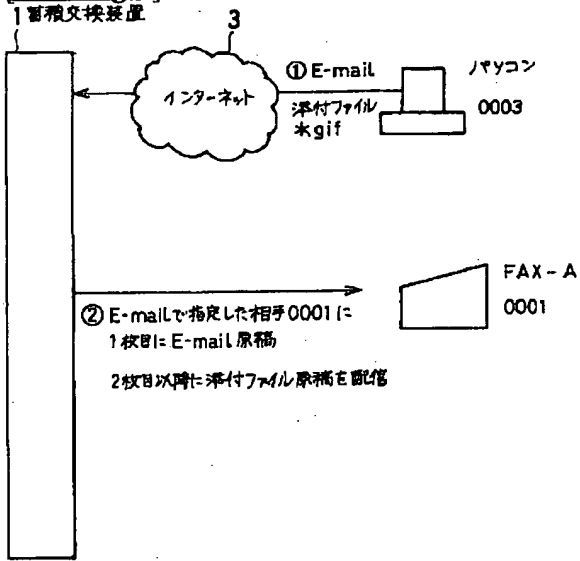 1 蓄積交換装置
3
① E-mail
パソコン
インターネット
添付ファイル
*gif
0003
FAX-A
0001
② E-mailで指定した相手0001に
1枚目にE-mail原稿
2枚目以降に添付ファイル原稿を配信